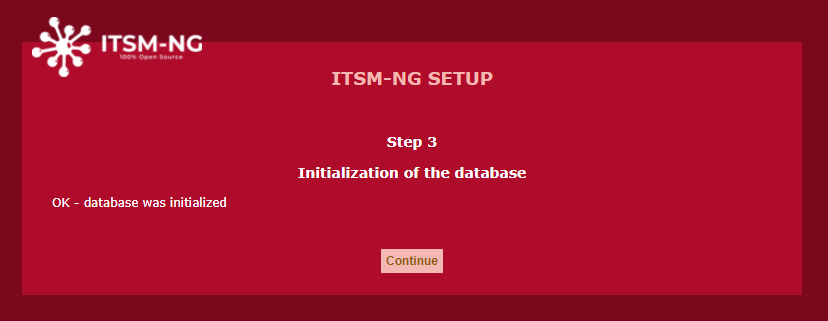 ITSM-NG
100% Open Source
ITSM-NG SETUP
Step 3
Initialization of the database
OK - database was initialized
Continue